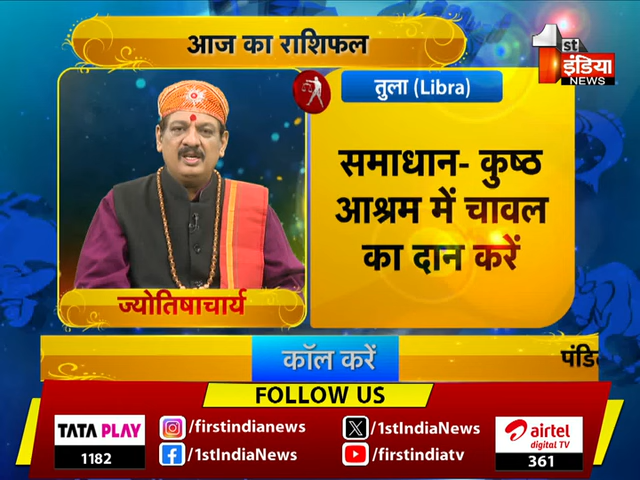 आज का राशिफल
1st
इंडिया
NEWS
तुला (Libra)
समाधान- कुष्ठ
आश्रम में चावल
का दान करें
ज्योतिषाचार्य
कॉल करें
FOLLOW US
TATA PLAY
1182
/firstindianews
/1stIndiaNews
/1stIndiaNews
/firstindiatv
airtel
digital TV
361